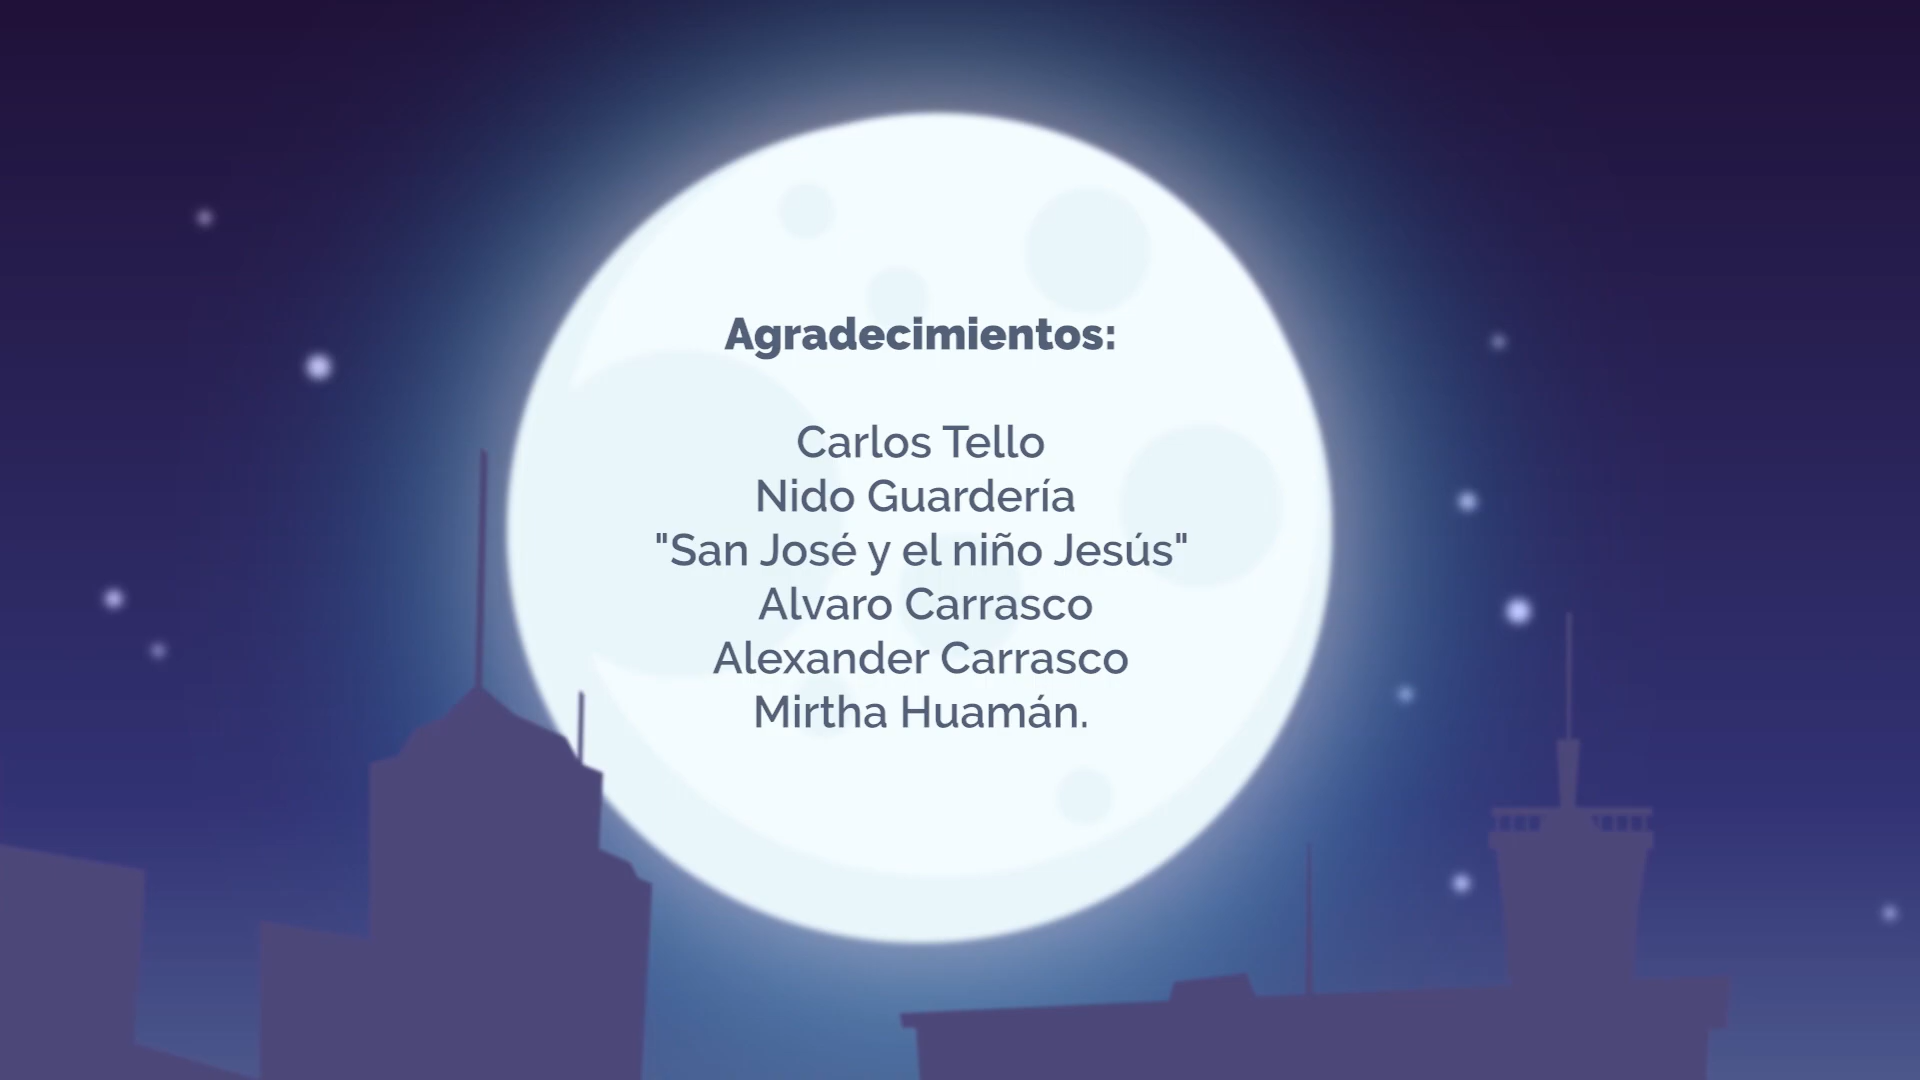 Agradecimientos:
Carlos Tello
Nido Guardería
"San José y el niño Jesús"
Alvaro Carrasco
Alexander Carrasco
Mirtha Huamán.